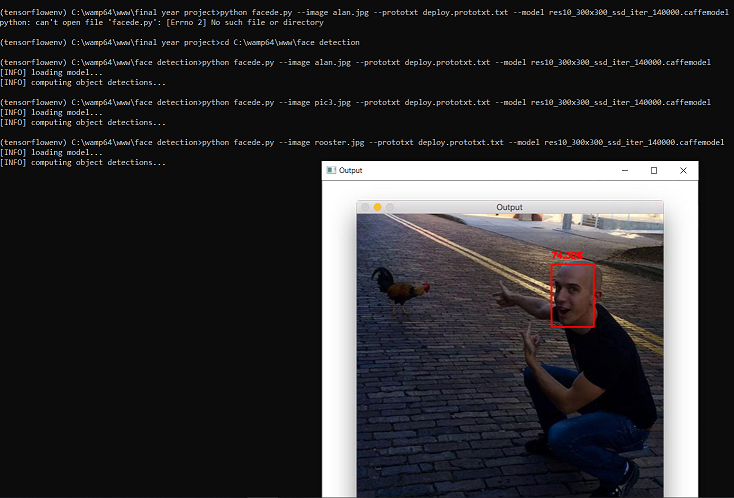 (tensorflowenv) C:\wamp64\www\final year project>python facede.py --image alan.jpg --prototxt deploy.prototxt.txt --model res10_300x300_ssd_iter_140000.caffemodel
python: can't open file 'facede.py': [Errno 2] No such file or directory
(tensorflowenv) C:\wamp64\www\final year project>cd C:\wamp64\www\face detection
(tensorflowenv) C:\wamp64\www\face detection>python facede.py --image alan.jpg --prototxt deploy.prototxt.txt --model res10_300x300_ssd_iter_140000.caffemodel
[INFO] loading model...
[INFO] computing object detections...
(tensorflowenv) C:\wamp64\www\face detection>python facede.py --image pic3.jpg --prototxt deploy.prototxt.txt --model res10_300x300_ssd_iter_140000.caffemodel
[INFO] loading model...
[INFO] computing object detections...
(tensorflowenv) C:\wamp64\www\face detection>python facede.py --image rooster.jpg --prototxt deploy.prototxt.txt --model res10_300x300_ssd_iter_140000.caffemodel
[INFO] loading model...
[INFO] computing object detections...
Output
Output